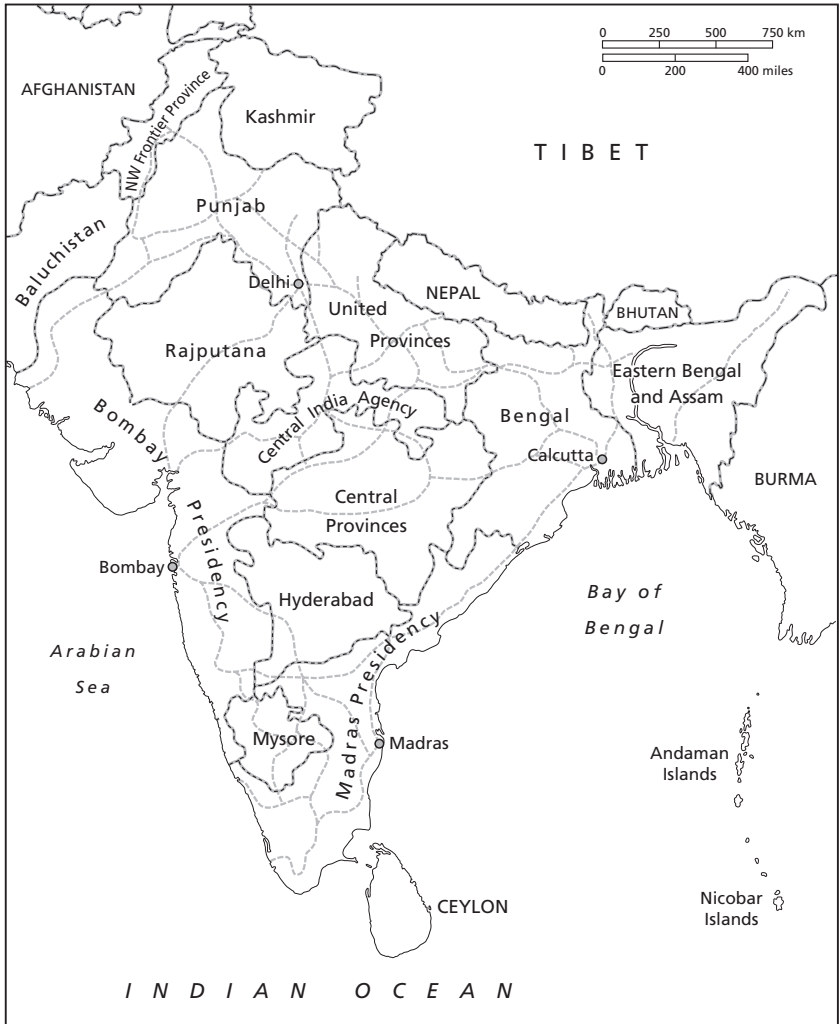 0 250 500 750 km
0 200 400 miles
AFGHANISTAN
NW Frontier Province
Kashmir
TIBET
Punjab
Baluchistan
Delhi
United
Provinces
NEPAL
BHUTAN
Rajputana
Eastern Bengal
and Assam
Central India Agency
Bengal
Bombay
Presidency
Calcutta
BURMA
Central
Provinces
Bombay
Hyderabad
Bay of
Bengal
Arabian
Sea
Madras Presidency
Mysore
Madras
Andaman
Islands
Nicobar
Islands
CEYLON
INDIAN OCEAN